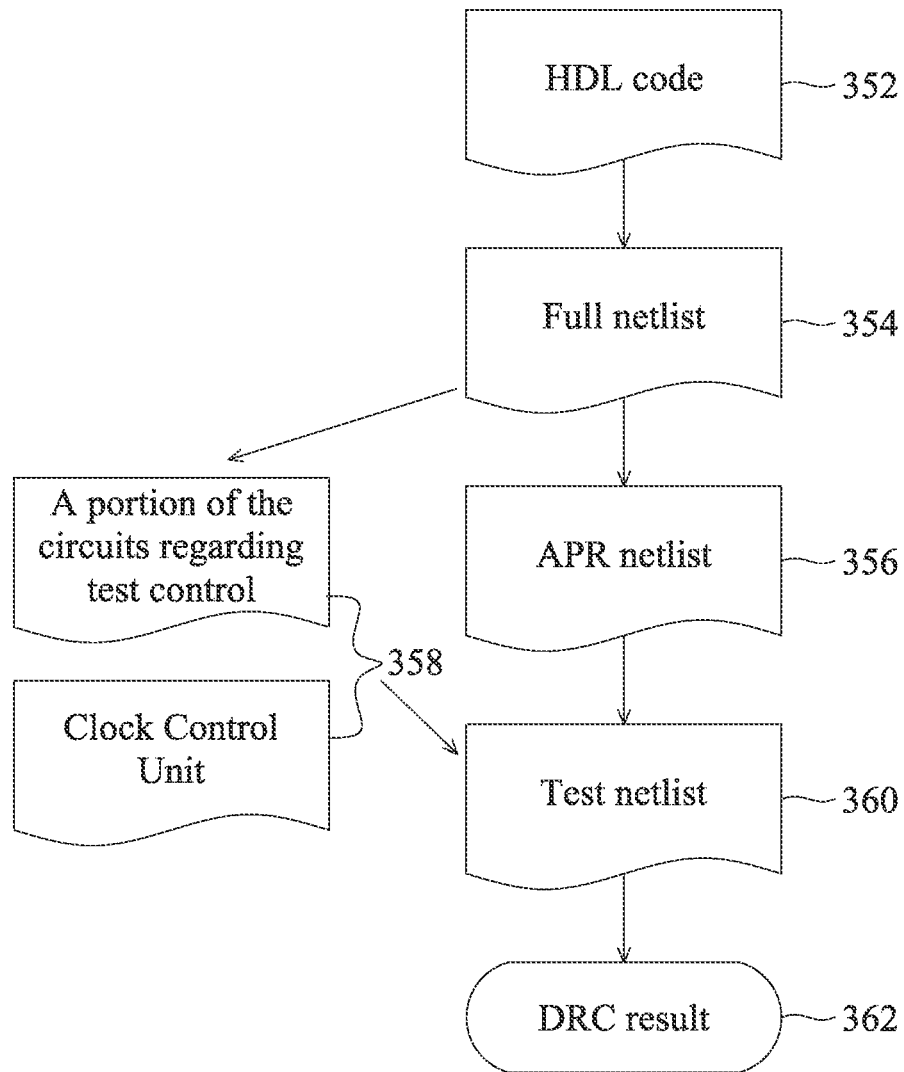 HDL code
352
Full netlist
354
A portion of the
circuits regarding
test control
APR netlist
356
358
Clock Control
Unit
Test netlist
360
DRC result
362